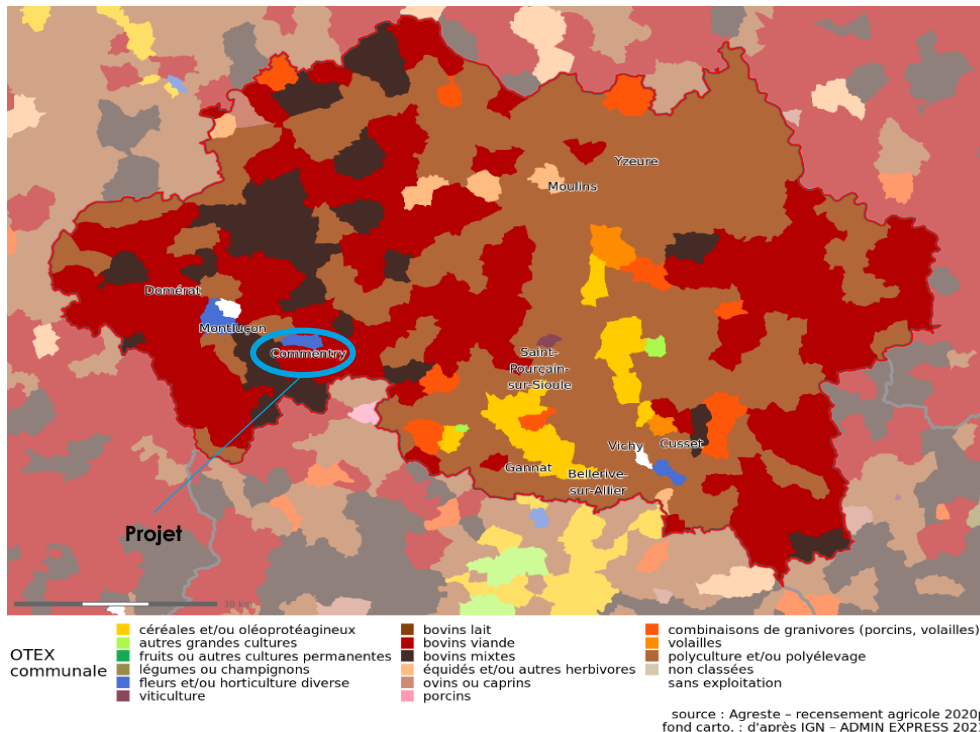 Yzeure
Moulins
Domérat
Montluçon
Commentry
Saint-
Pourçain-
sur-Sioule
Vichy
Cusset
Gannat
Bellerive-
sur-Allier
Projet
30 km
OTEX
communale
céréales et/ou oléoprotéagineux
autres grandes cultures
fruits ou autres cultures permanentes
légumes ou champignons
fleurs et/ou horticulture diverse
viticulture
bovins lait
bovins viande
bovins mixtes
équidés et/ou autres herbivores
ovins ou caprins
porcins
combinaisons de granivores (porcins, volailles)
volailles
polyculture et/ou polyélevage
non classées
sans exploitation
source : Agreste – recensement agricole 2020p
fond carto. : d'après IGN – ADMIN EXPRESS 202